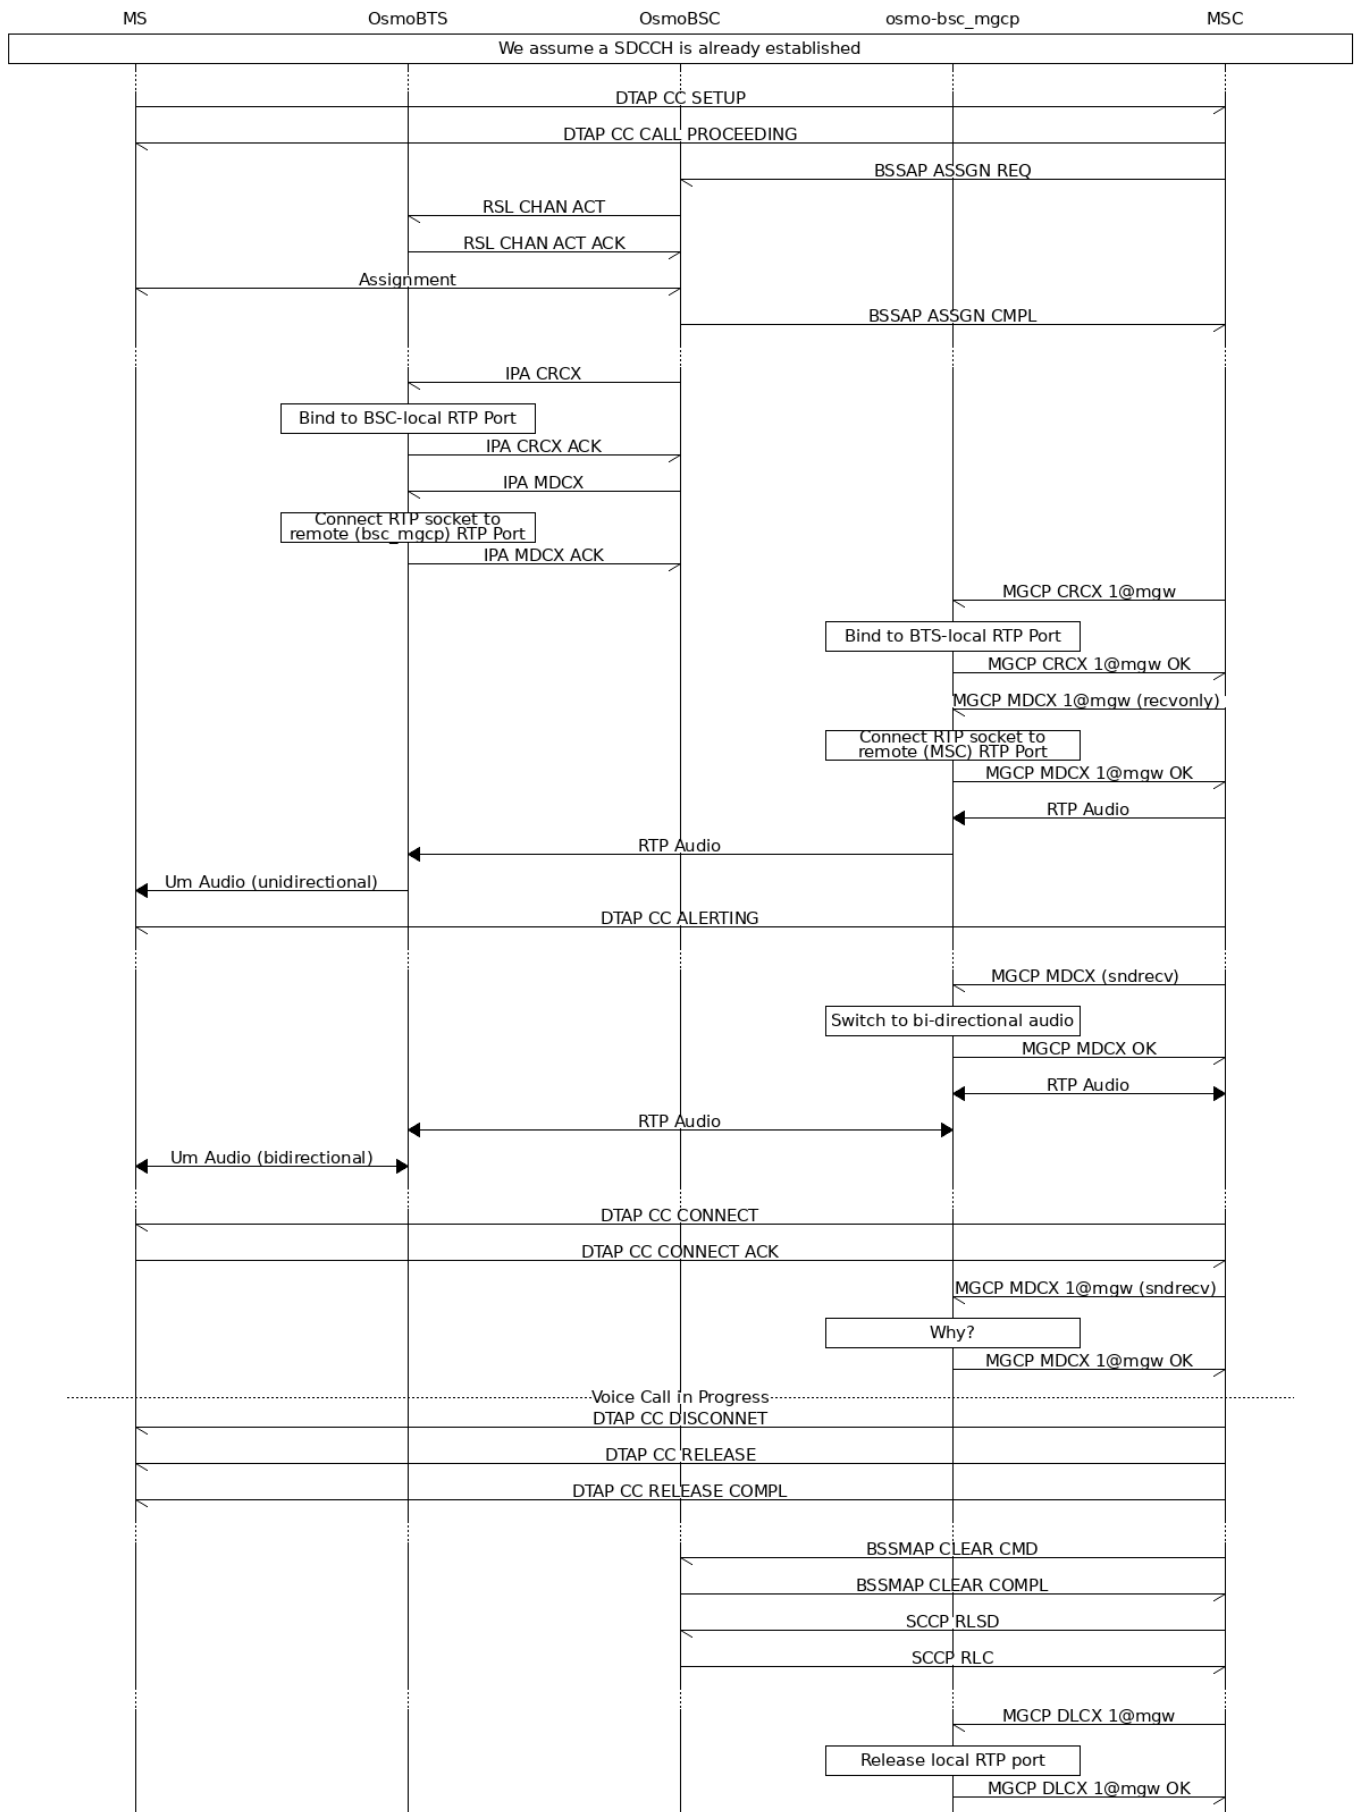 MS OsmoBTS OsmoBSC osmo-bsc_mgcp MSC
We assume a SDCCH is already established
DTAP CC SETUP
DTAP CC CALL PROCEEDING
BSSAP ASSGN REQ
RSL CHAN ACT
RSL CHAN ACT ACK
Assignment
BSSAP ASSGN CMPL
IPA CRCX
Bind to BSC-local RTP Port
IPA CRCX ACK
IPA MDCX
Connect RTP socket to
remote (bsc_mgcp) RTP Port
IPA MDCX ACK
MGCP CRCX 1@mgw
Bind to BTS-local RTP Port
MGCP CRCX 1@mgw OK
MGCP MDCX 1@mgw (recvonly)
Connect RTP socket to
remote (MSC) RTP Port
MGCP MDCX 1@mgw OK
RTP Audio
RTP Audio
Um Audio (unidirectional)
DTAP CC ALERTING
MGCP MDCX (sndrecv)
Switch to bi-directional audio
MGCP MDCX OK
RTP Audio
RTP Audio
Um Audio (bidirectional)
DTAP CC CONNECT
DTAP CC CONNECT ACK
MGCP MDCX 1@mgw (sndrecv)
Why?
MGCP MDCX 1@mgw OK
Voice Call in Progress
DTAP CC DISCONNET
DTAP CC RELEASE
DTAP CC RELEASE COMPL
BSSMAP CLEAR CMD
BSSMAP CLEAR COMPL
SCCP RLSD
SCCP RLC
MGCP DLCX 1@mgw
Release local RTP port
MGCP DLCX 1@mgw OK